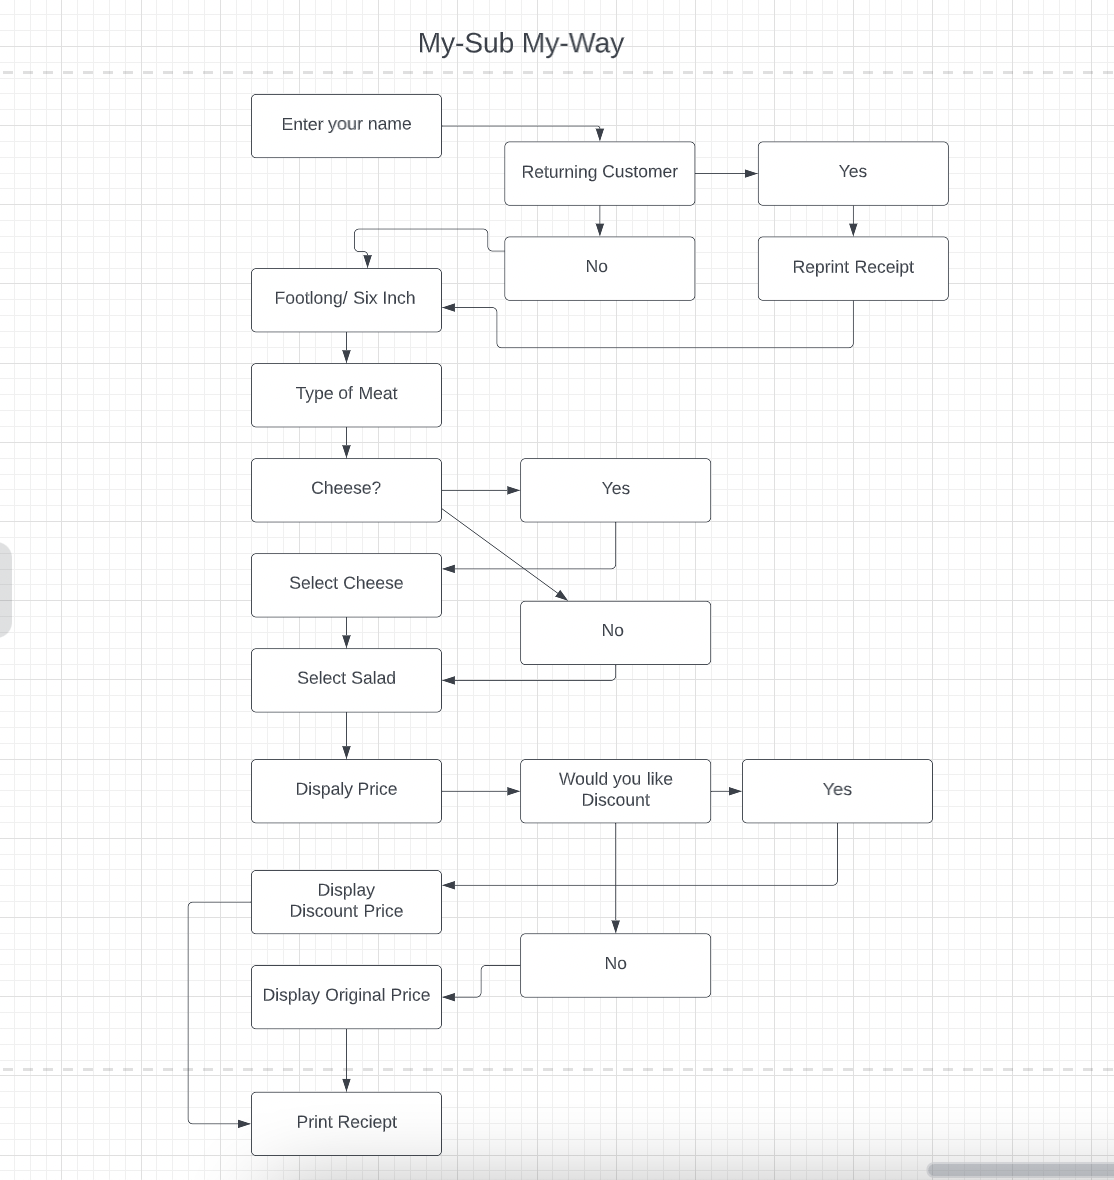 My-Sub My-Way
Enter your name
Returning Customer
Yes
No
Reprint Receipt
Footlong/ Six Inch
Type of Meat
Cheese?
Yes
Select Cheese
No
Select Salad
Dispaly Price
Would you like
Discount
Yes
Display
Discount Price
No
Display Original Price
Print Reciept